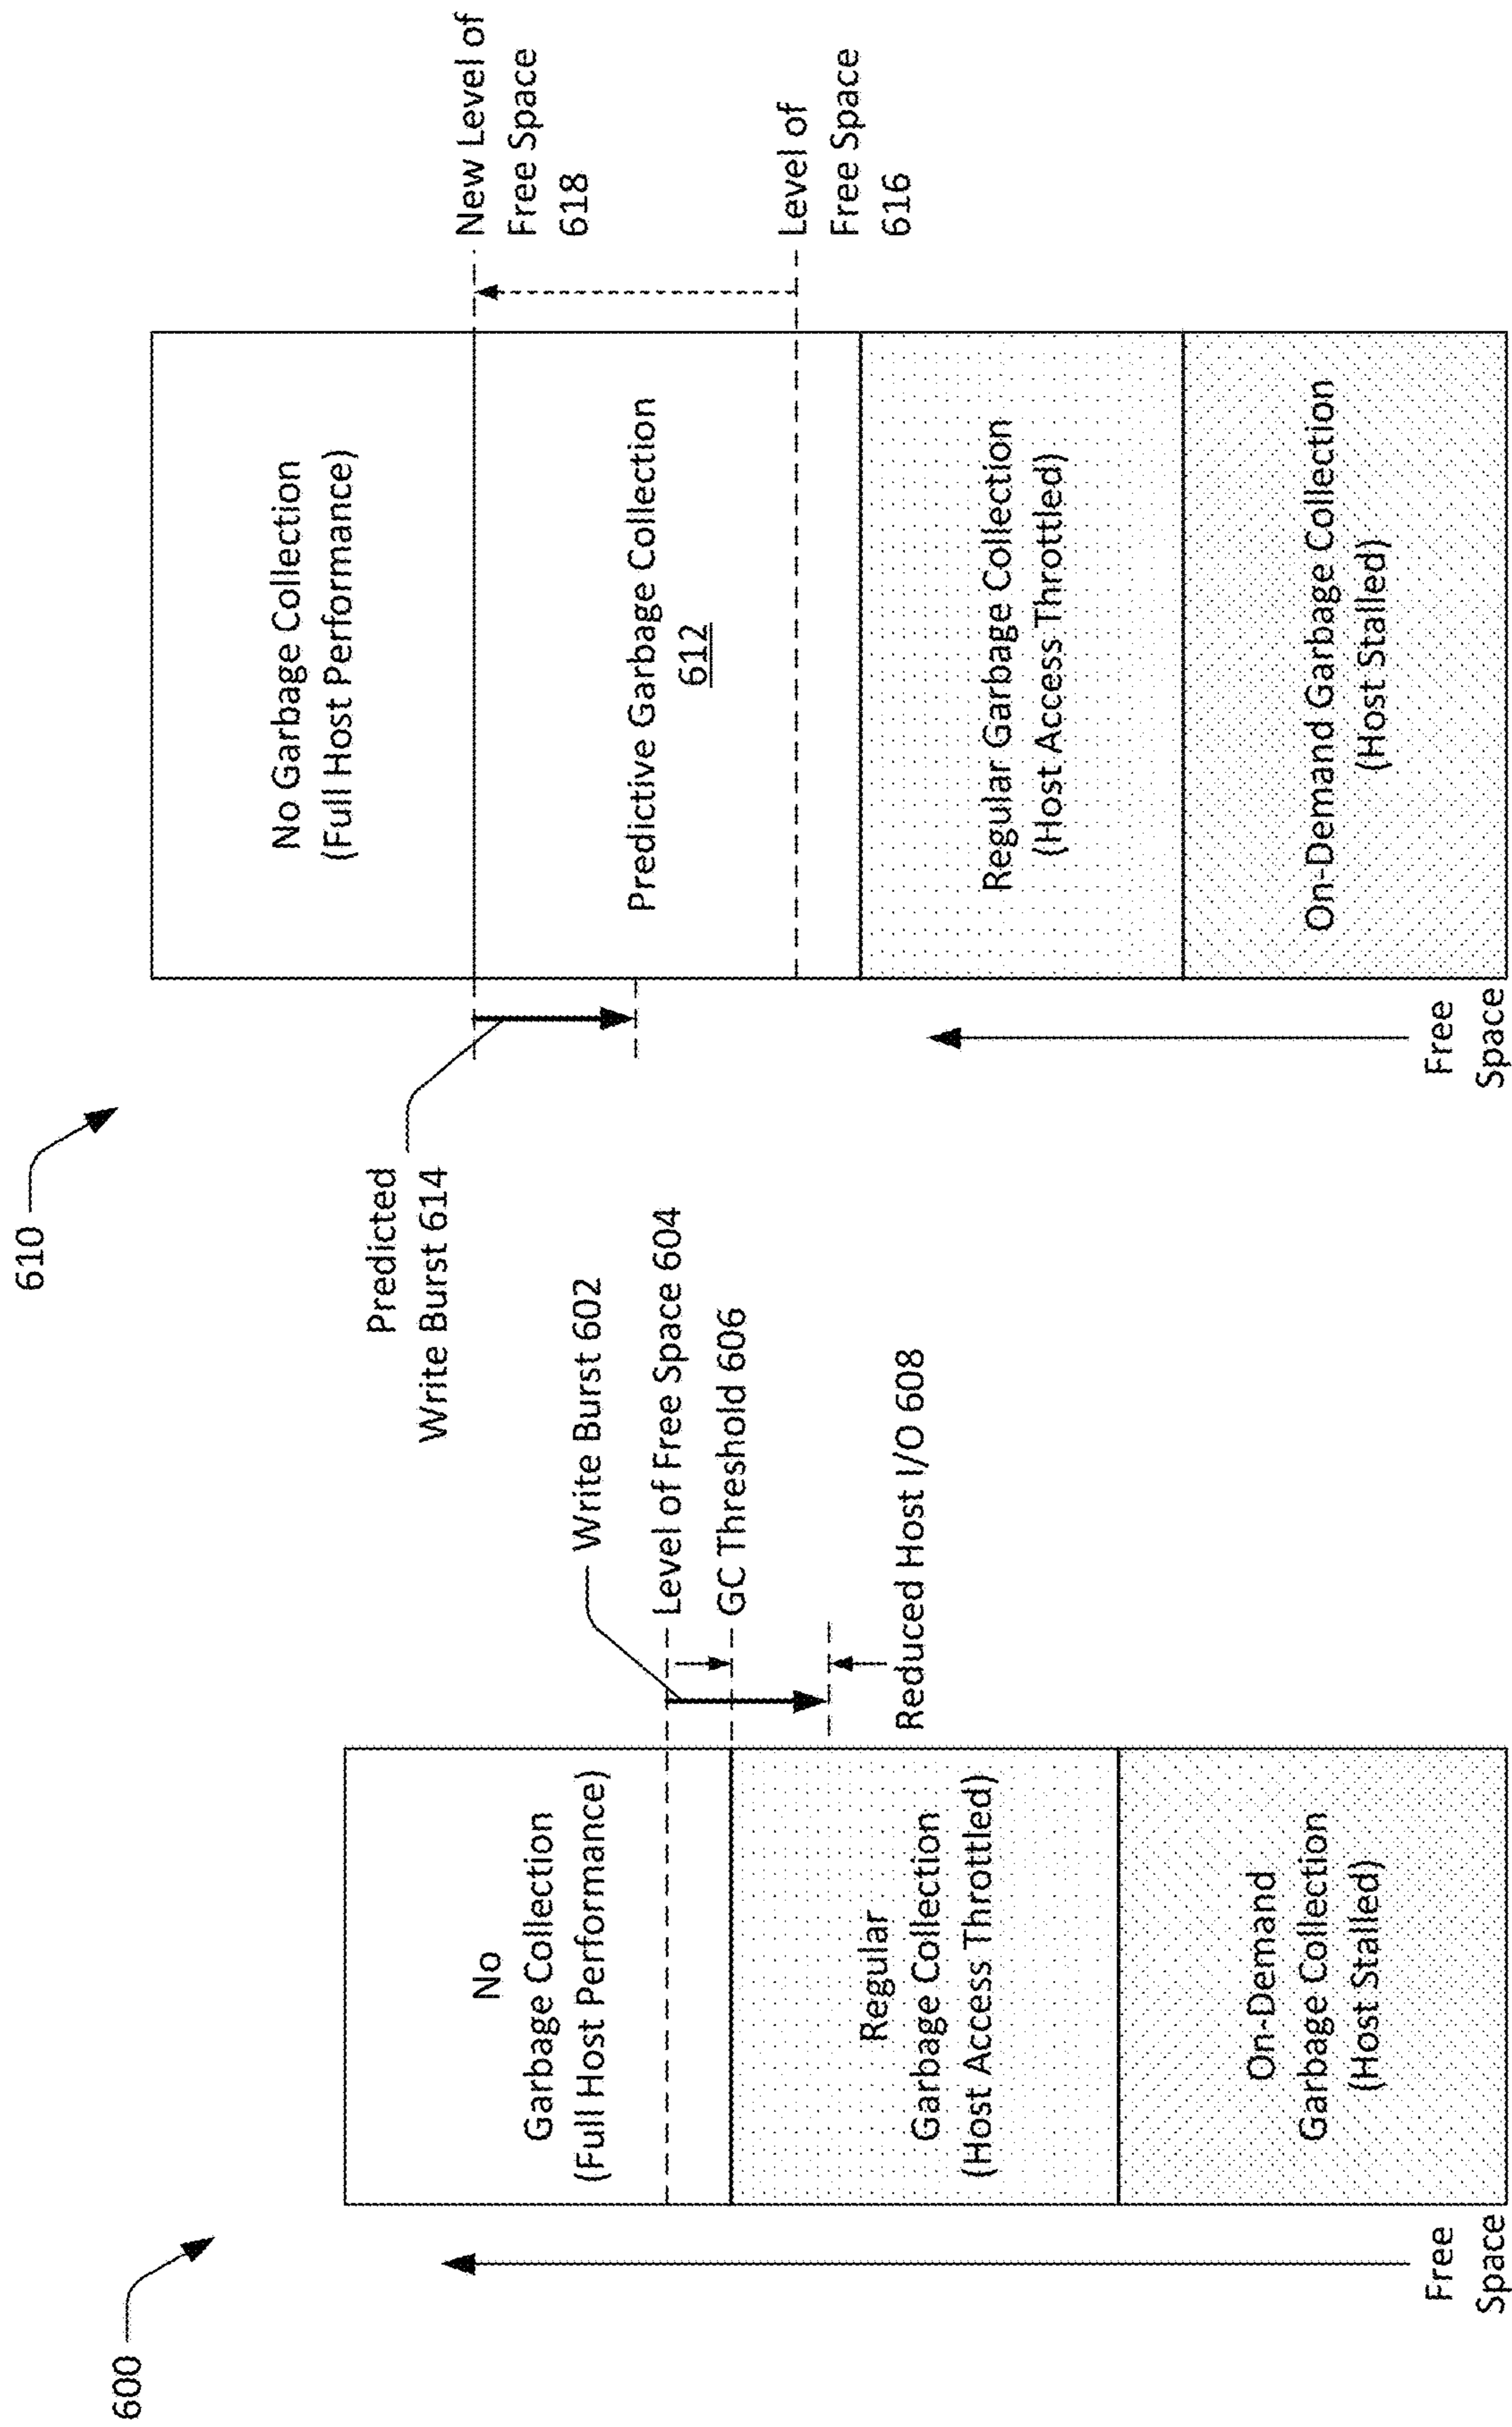 600
No
Garbage Collection
(Full Host Performance)
Regular
Garbage Collection
(Host Access Throttled)
On-Demand
Garbage Collection
(Host Stalled)
Free
Space
Write Burst 602
Level of Free Space 604
GC Threshold 606
Reduced Host I/O 608
610
Predicted
Write Burst 614
No Garbage Collection
(Full Host Performance)
Predictive Garbage Collection
612
Regular Garbage Collection
(Host Access Throttled)
On-Demand Garbage Collection
(Host Stalled)
Free
Space
New Level of
Free Space
618
Level of
Free Space
616